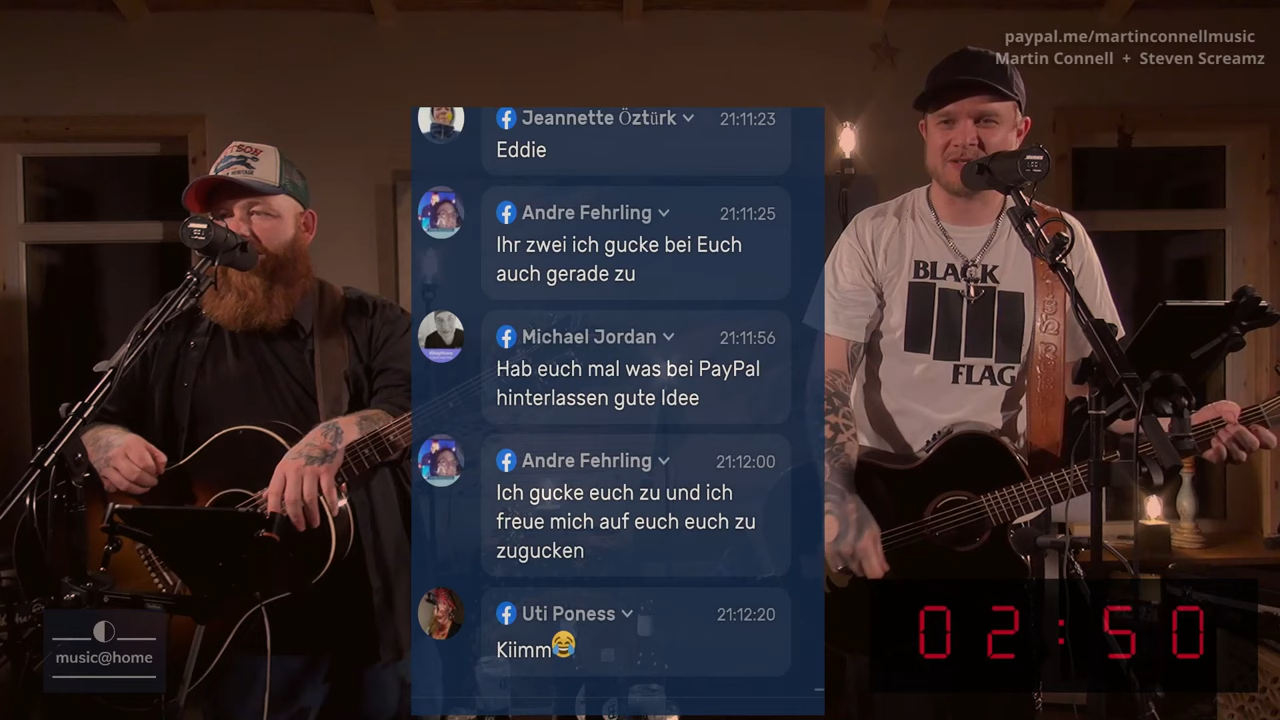 paypal.me/martinconnellmusic
Martin Connell + Steven Screamz
Jeannette Öztürk 21:11:23
Eddie
Andre Fehrling 21:11:25
Ihr zwei ich gucke bei Euch
auch gerade zu
Michael Jordan 21:11:56
Hab euch mal was bei PayPal
hinterlassen gute Idee
Andre Fehrling 21:12:00
Ich gucke euch zu und ich
freue mich auf euch euch zu
zugucken
Uti Poness 21:12:20
Kiimm😂
BLACK
FLAG
music@home
02:50